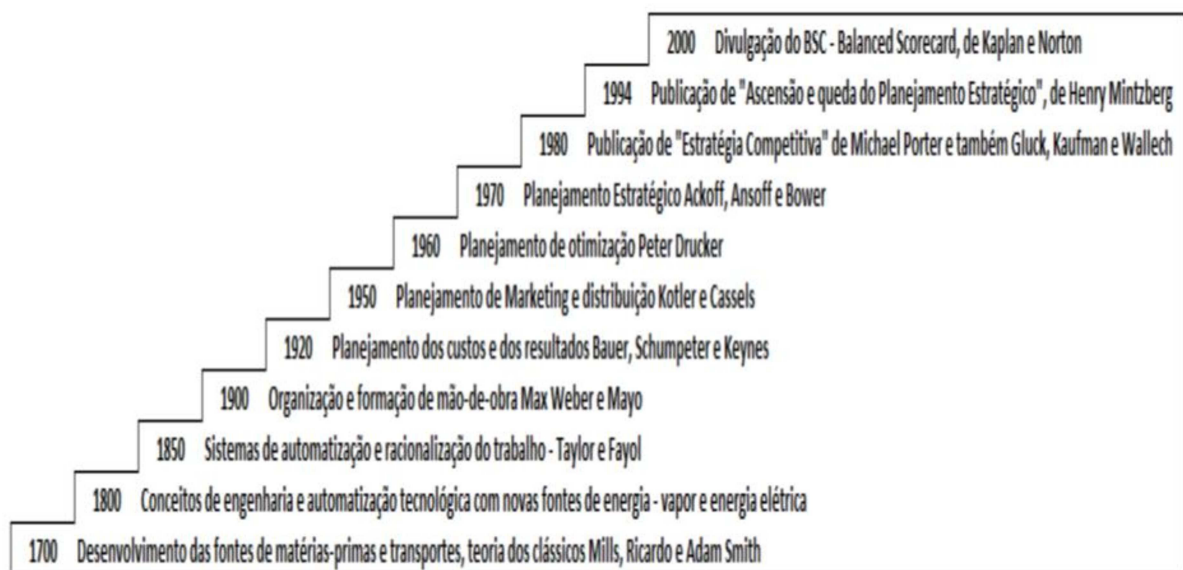 2000 Divulgação do BSC - Balanced Scorecard, de Kaplan e Norton
1994 Publicação de "Ascensão e queda do Planejamento Estratégico", de Henry Mintzberg
1980 Publicação de "Estratégia Competitiva" de Michael Porter e também Gluck, Kaufman e Wallech
1970 Planejamento Estratégico Ackoff, Ansoff e Bower
1960 Planejamento de otimização Peter Drucker
1950 Planejamento de Marketing e distribuição Kotler e Cassels
1920 Planejamento dos custos e dos resultados Bauer, Schumpeter e Keynes
1900 Organização e formação de mão-de-obra Max Weber e Mayo
1850 Sistemas de automatização e racionalização do trabalho - Taylor e Fayol
1800 Conceitos de engenharia e automatização tecnológica com novas fontes de energia - vapor e energia elétrica
1700 Desenvolvimento das fontes de matérias-primas e transportes, teoria dos clássicos Mills, Ricardo e Adam Smith